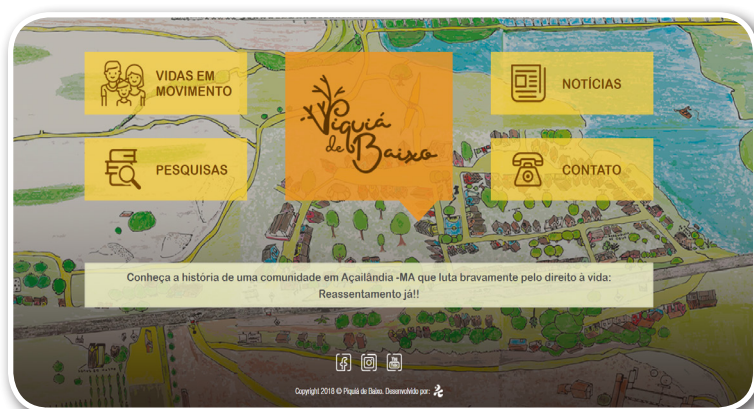 VIDAS EM
MOVIMENTO
Piquiá
de Baixo
NOTÍCIAS
PESQUISAS
CONTATO
Conheça a história de uma comunidade em Açailândia -MA que luta bravamente pelo direito à vida:
Reassentamento já!!
Copyright 2018 © Piquiá de Baixo. Desenvolvido por: